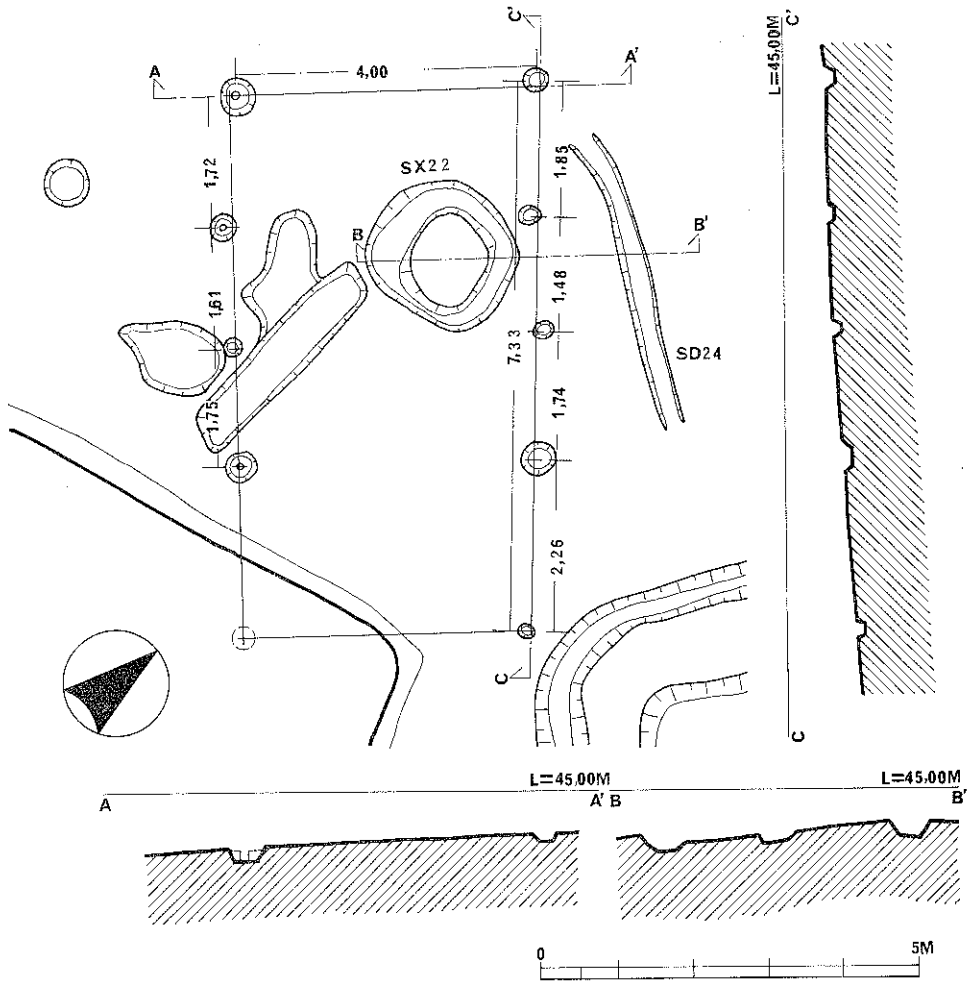 C'
A
4,00
A'
1,72
SX22
1,85
B
B'
1,61
1,48
7,33
SD24
1,75
1,74
2,26
C
L=45,00M
C'
C
L=45,00M
A
A'
L=45,00M
B
B'
0
5M